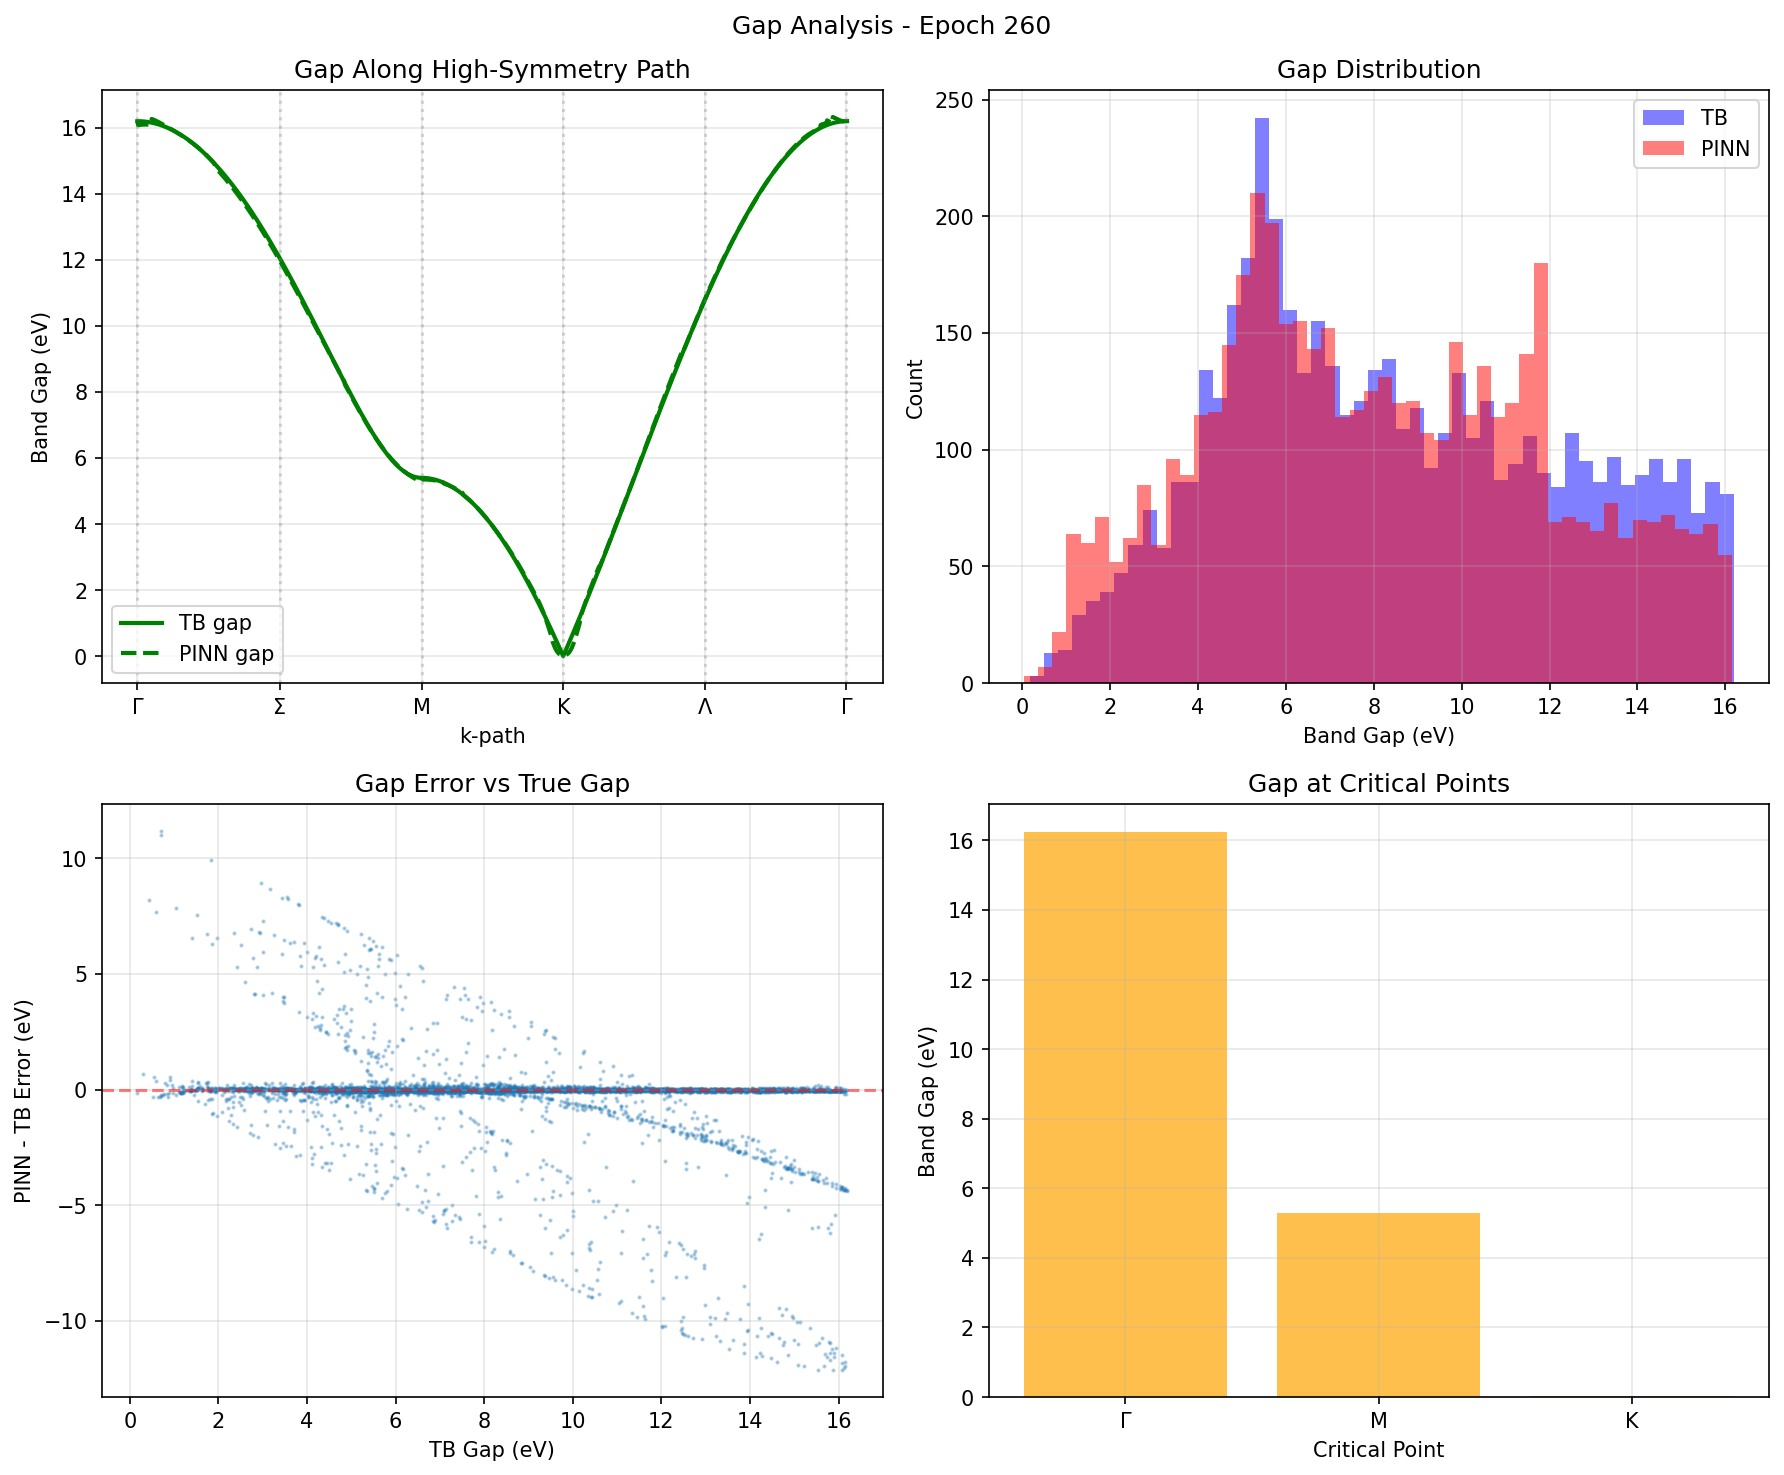 Gap Analysis - Epoch 260
Gap Along High-Symmetry Path
Band Gap (eV)
16
14
12
10
8
6
4
2
0
TB gap
PINN gap
Γ Σ M K Λ Γ
k-path
Gap Distribution
Count
250
200
150
100
50
0
TB
PINN
0 2 4 6 8 10 12 14 16
Band Gap (eV)
Gap Error vs True Gap
PINN - TB Error (eV)
10
5
0
−5
−10
0 2 4 6 8 10 12 14 16
TB Gap (eV)
Gap at Critical Points
Band Gap (eV)
16
14
12
10
8
6
4
2
0
Γ M K
Critical Point